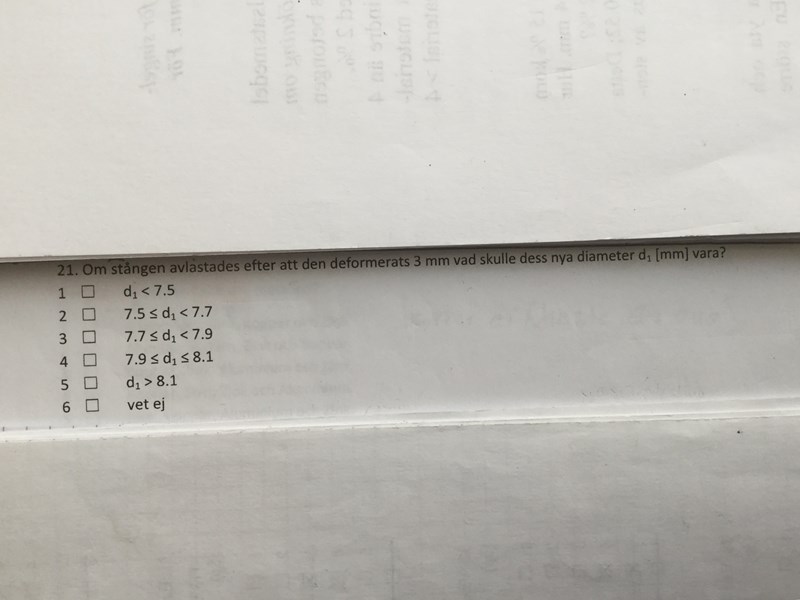 21. Om stången avlastades efter att den deformerats 3 mm vad skulle dess nya diameter d₁ [mm] vara?
1 ☐ d₁ < 7.5
2 ☐ 7.5 ≤ d₁ < 7.7
3 ☐ 7.7 ≤ d₁ < 7.9
4 ☐ 7.9 ≤ d₁ ≤ 8.1
5 ☐ d₁ > 8.1
6 ☐ vet ej